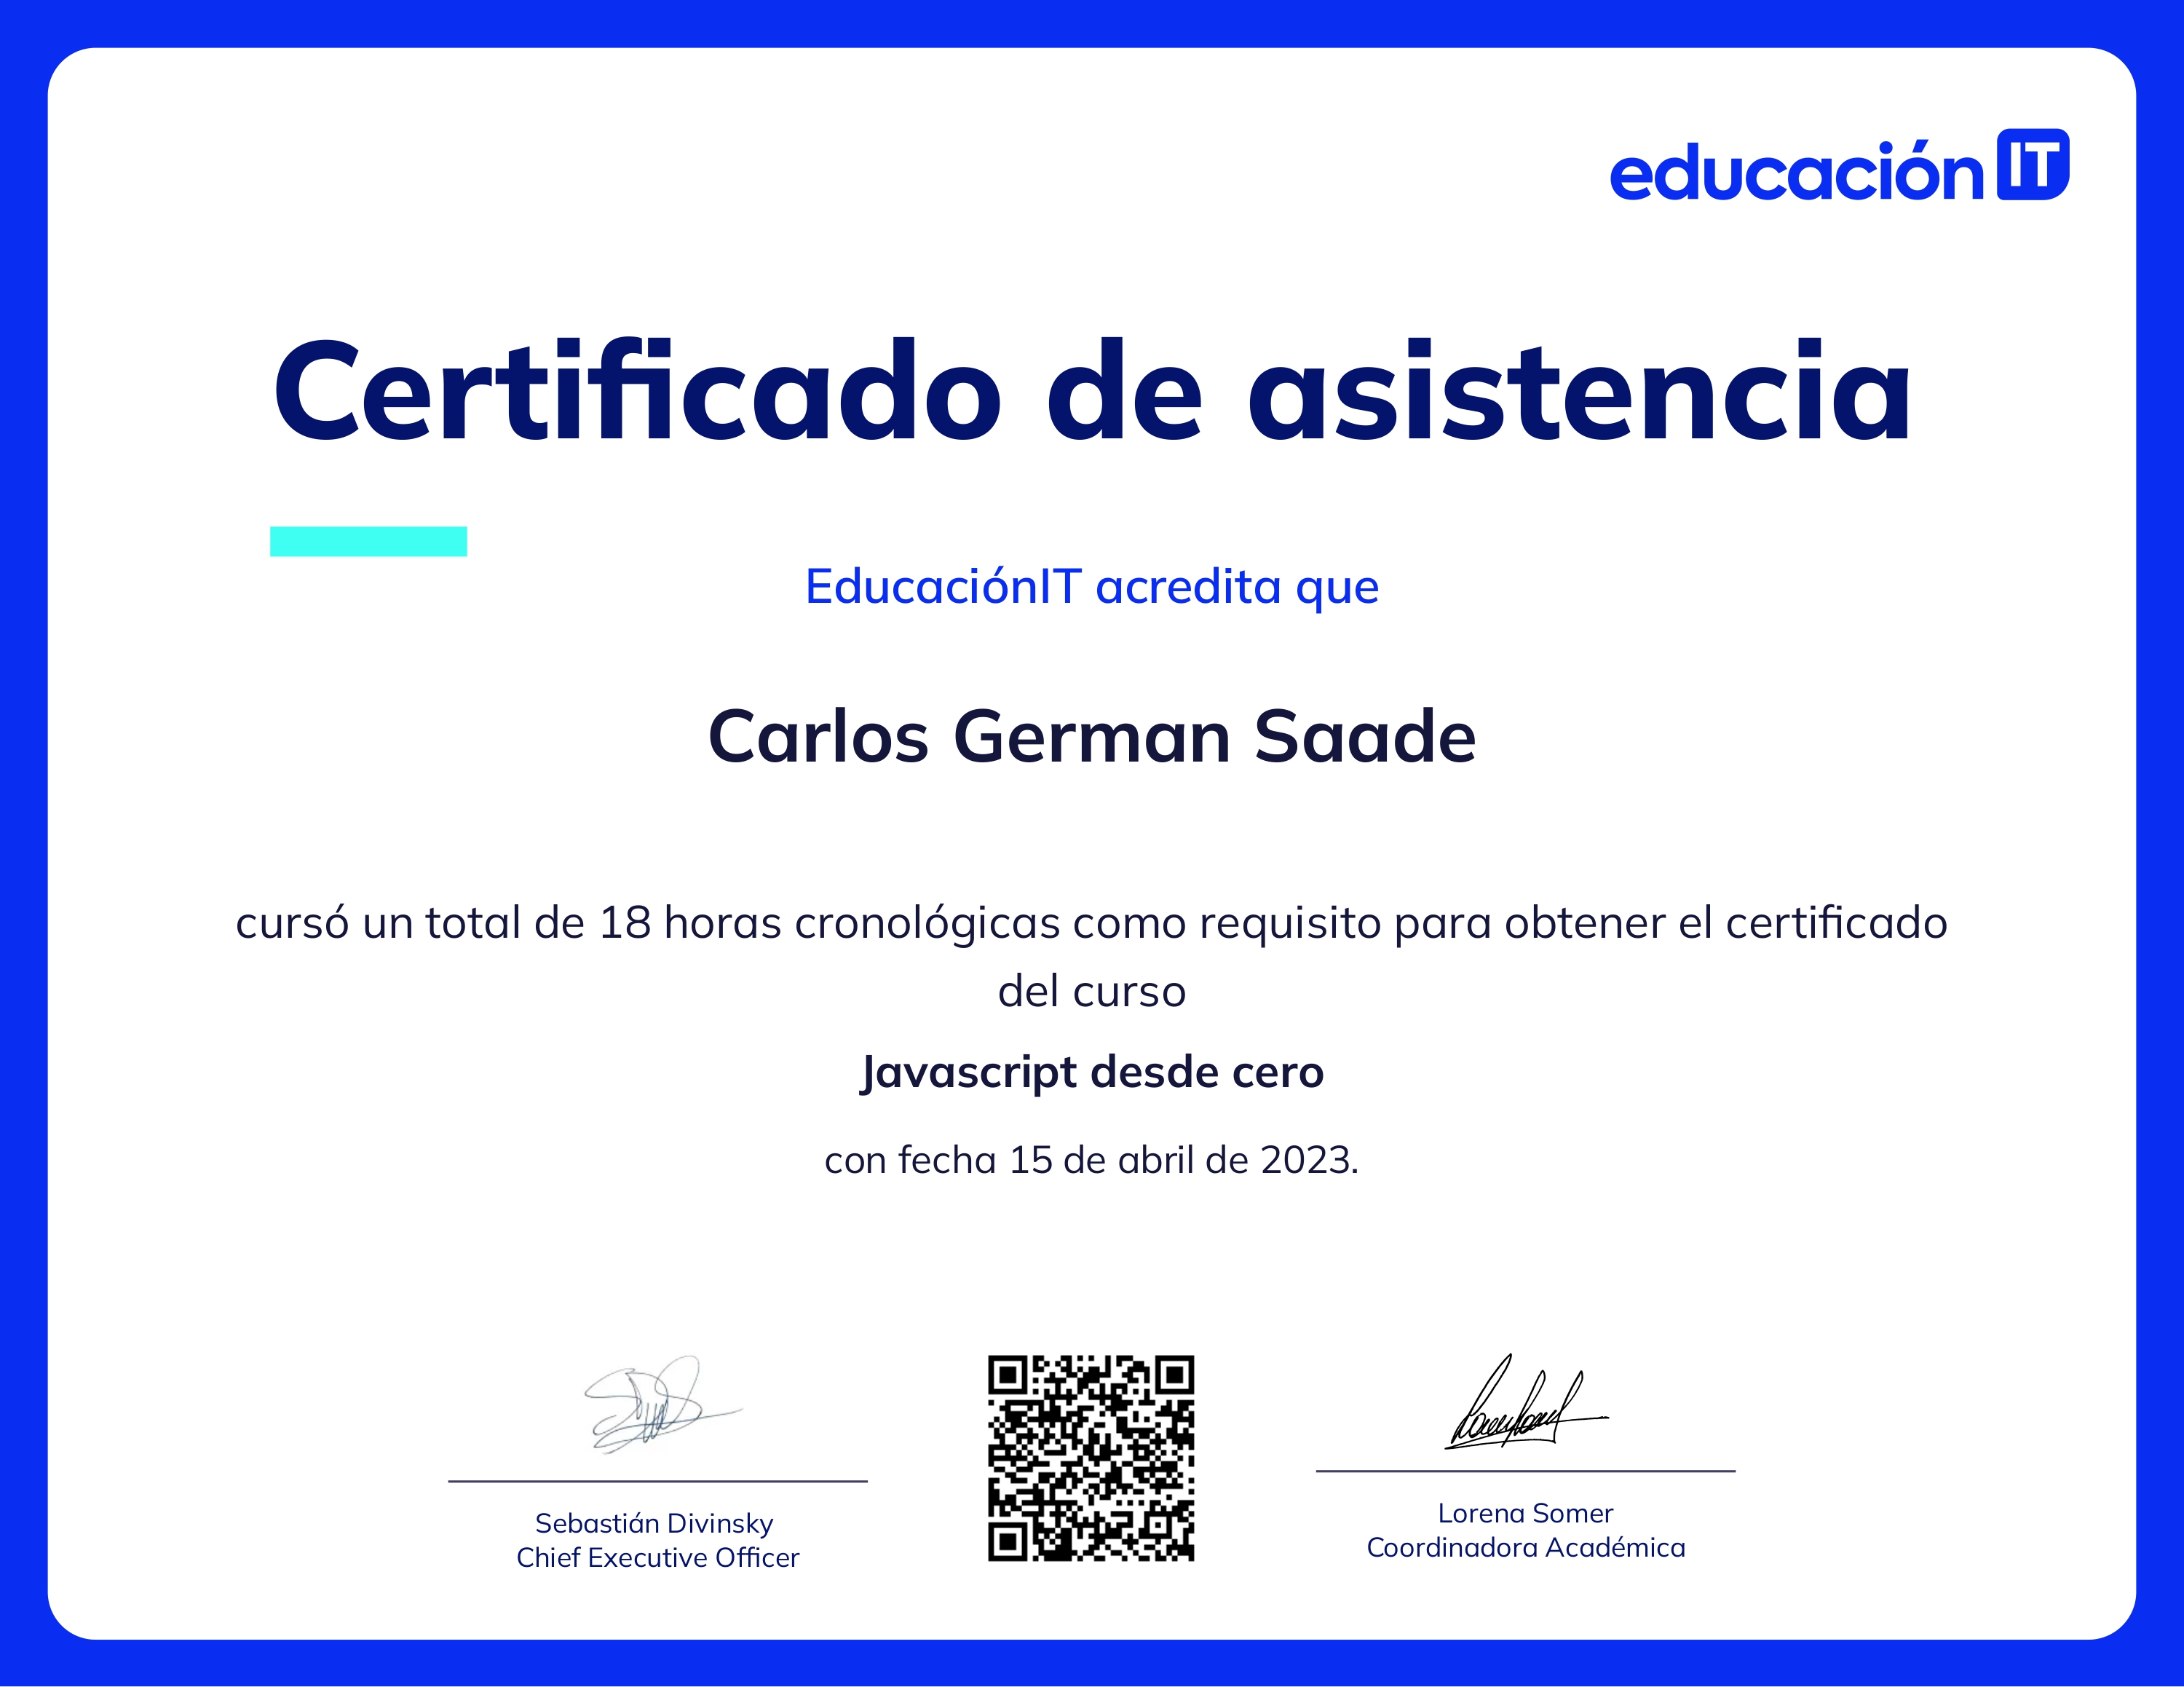 educación IT
Certificado de asistencia
EducaciónIT acredita que
Carlos German Saade
cursó un total de 18 horas cronológicas como requisito para obtener el certificado
del curso
Javascript desde cero
con fecha 15 de abril de 2023.
Sebastián Divinsky
Chief Executive Officer
Lorena Somer
Coordinadora Académica